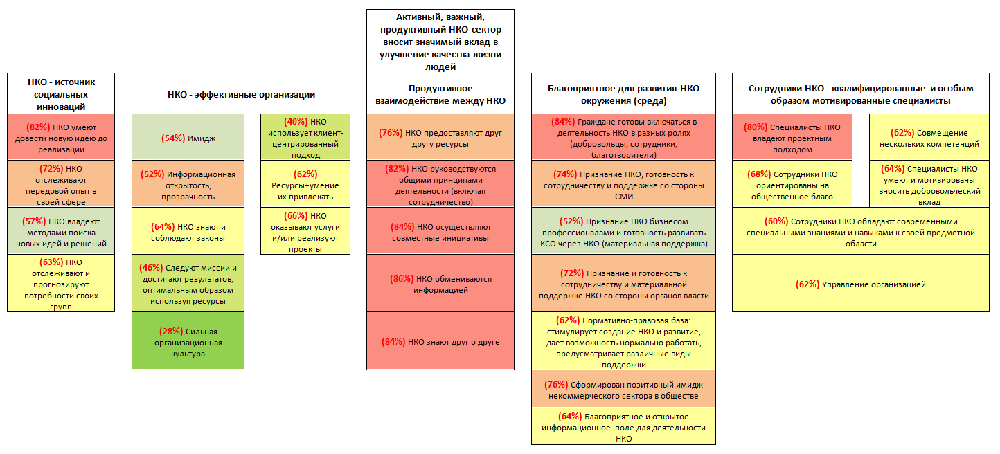 Активный, важный,
продуктивный НКО-сектор
вносит значимый вклад в
улучшение качества жизни
людей
НКО - источник
социальных
инноваций
(82%) НКО умеют
довести новую идею до
реализации
(72%) НКО
отслеживают
передовой опыт в
своей сфере
(57%) НКО владеют
методами поиска
новых идей и решений
(63%) НКО
отслеживают и
прогнозируют
потребности своих
групп
НКО - эффективные организации
(54%) Имидж
(52%) Информационная
открытость,
прозрачность
(64%) НКО знают и
соблюдают законы
(46%) Следуют миссии и
достигают результатов,
оптимальным образом
используя ресурсы
(28%) Сильная
организационная
культура
(40%) НКО
использует клиент-
центрированный
подход
(62%)
Ресурсы+умение
их привлекать
(66%) НКО
оказывают услуги
и/или реализуют
проекты
Продуктивное
взаимодействие между НКО
(76%) НКО предоставляют друг
другу ресурсы
(82%) НКО руководствуются
общими принципами
деятельности (включая
сотрудничество)
(84%) НКО осуществляют
совместные инициативы
(86%) НКО обмениваются
информацией
(84%) НКО знают друг о друге
Благоприятное для развития НКО
окружения (среда)
(84%) Граждане готовы включаться в
деятельность НКО в разных ролях
(добровольцы, сотрудники,
благотворители)
(74%) Признание НКО, готовность к
сотрудничеству и поддержке со стороны
СМИ
(52%) Признание НКО бизнесом
профессионалами и готовность развивать
КСО через НКО (материальная поддержка)
(72%) Признание и готовность к
сотрудничеству и материальной
поддержке НКО со стороны органов власти
(62%) Нормативно-правовая база:
стимулирует создание НКО и развитие,
дает возможность нормально работать,
предусматривает различные виды
поддержки
(76%) Сформирован позитивный имидж
некоммерческого сектора в обществе
(64%) Благоприятное и открытое
информационное поле для деятельности
НКО
Сотрудники НКО - квалифицированные и особым
образом мотивированные специалисты
(80%) Специалисты НКО
владеют проектным
подходом
(68%) Сотрудники НКО
ориентированы на
общественное благо
(62%) Совмещение
нескольких компетенций
(64%) Специалисты НКО
умеют и мотивированы
вносить добровольческий
вклад
(60%) Сотрудники НКО обладают современными
специальными знаниями и навыками к своей предметной
области
(62%) Управление организацией